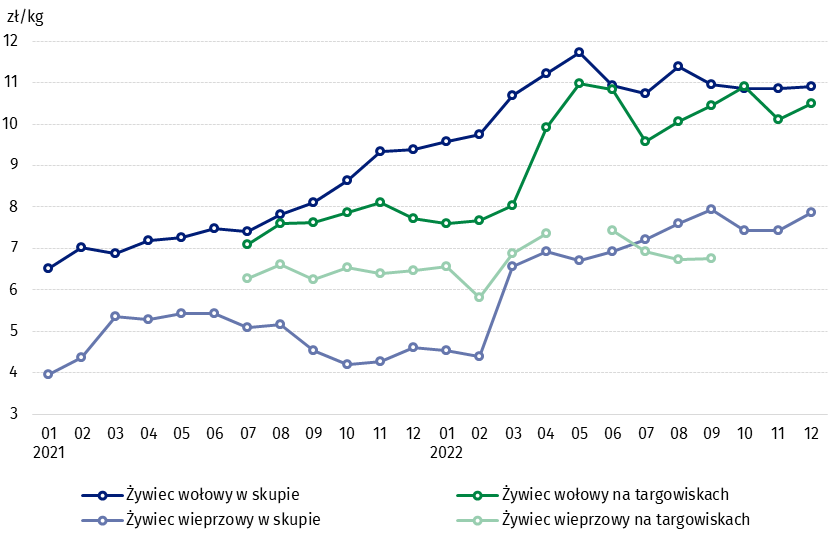 zł/kg
12
11
10
9
8
7
6
5
4
3
01 02 03 04 05 06 07 08 09 10 11 12 01 02 03 04 05 06 07 08 09 10 11 12
2021 2022
Żywiec wołowy w skupie Żywiec wołowy na targowiskach
Żywiec wieprzowy w skupie Żywiec wieprzowy na targowiskach